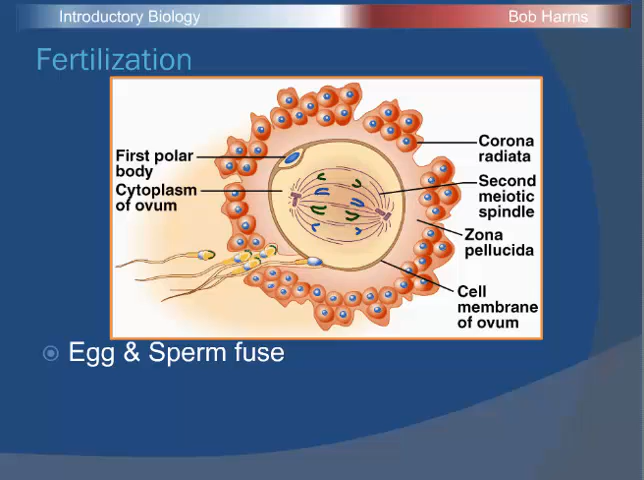 Introductory Biology
Bob Harms
Fertilization
First polar
body
Cytoplasm
of ovum
Corona
radiata
Second
meiotic
spindle
Zona
pellucida
Cell
membrane
of ovum
Egg & Sperm fuse